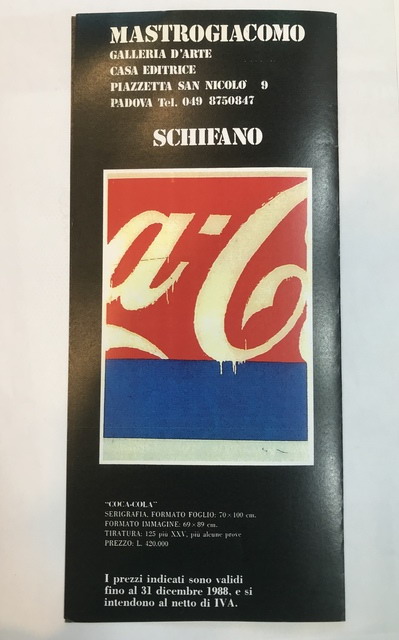 MASTROGIACOMO
GALLERIA D'ARTE
CASA EDITRICE
PIAZZETTA SAN NICOLO' 9
PADOVA Tel. 049 8750847
SCHIFANO
a-C
"COCA-COLA"
SERIGRAFIA, FORMATO FOGLIO: 70 × 100 cm.
FORMATO IMMAGINE: 69 × 89 cm.
TIRATURA: 125 più XXV, più alcune prove
PREZZO: L. 420.000
I prezzi indicati sono validi
fino al 31 dicembre 1988, e si
intendono al netto di IVA.